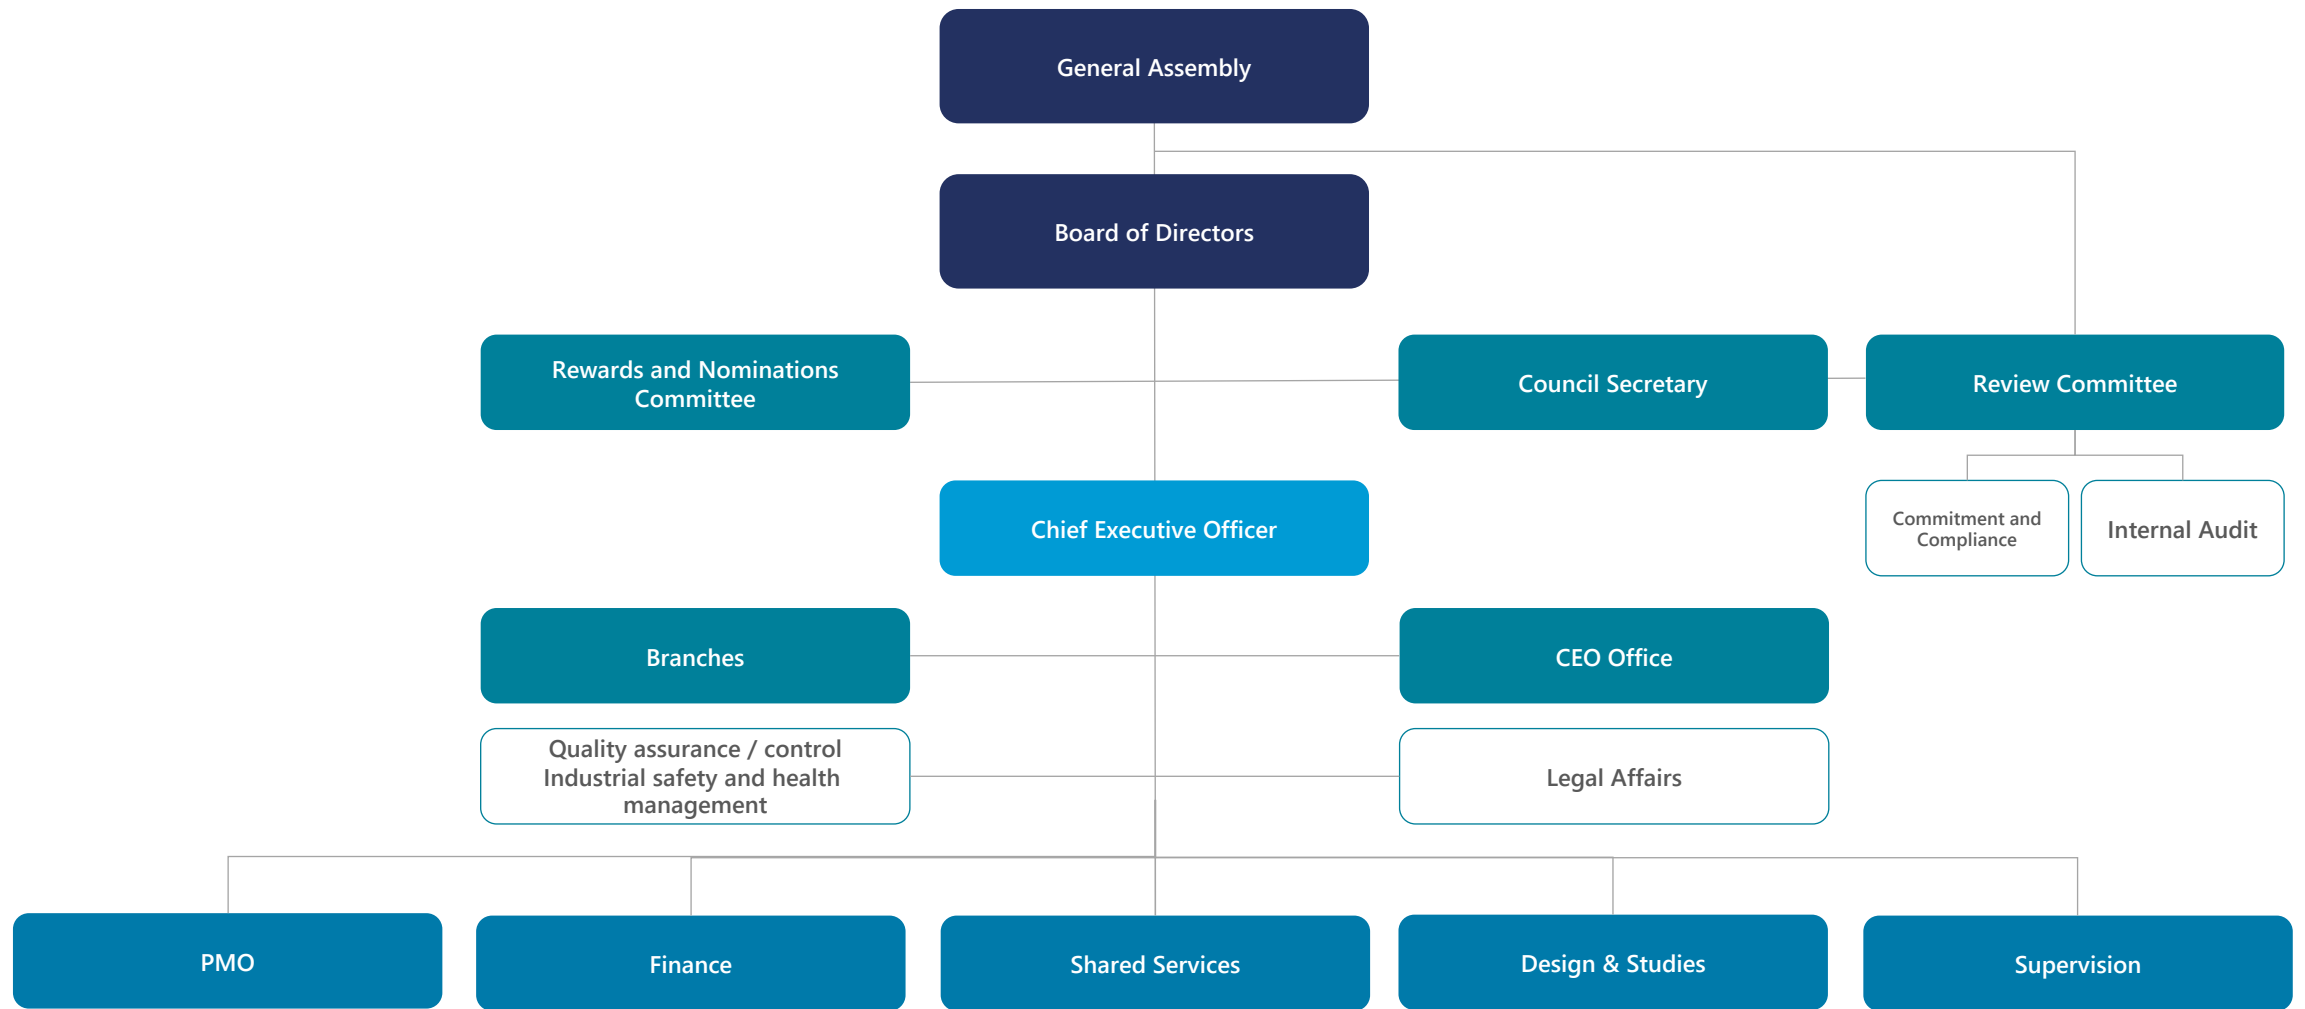 General Assembly
Board of Directors
Rewards and Nominations
Committee
Council Secretary
Review Committee
Chief Executive Officer
Commitment and
Compliance
Internal Audit
Branches
CEO Office
Quality assurance / control
Industrial safety and health
management
Legal Affairs
PMO
Finance
Shared Services
Design & Studies
Supervision